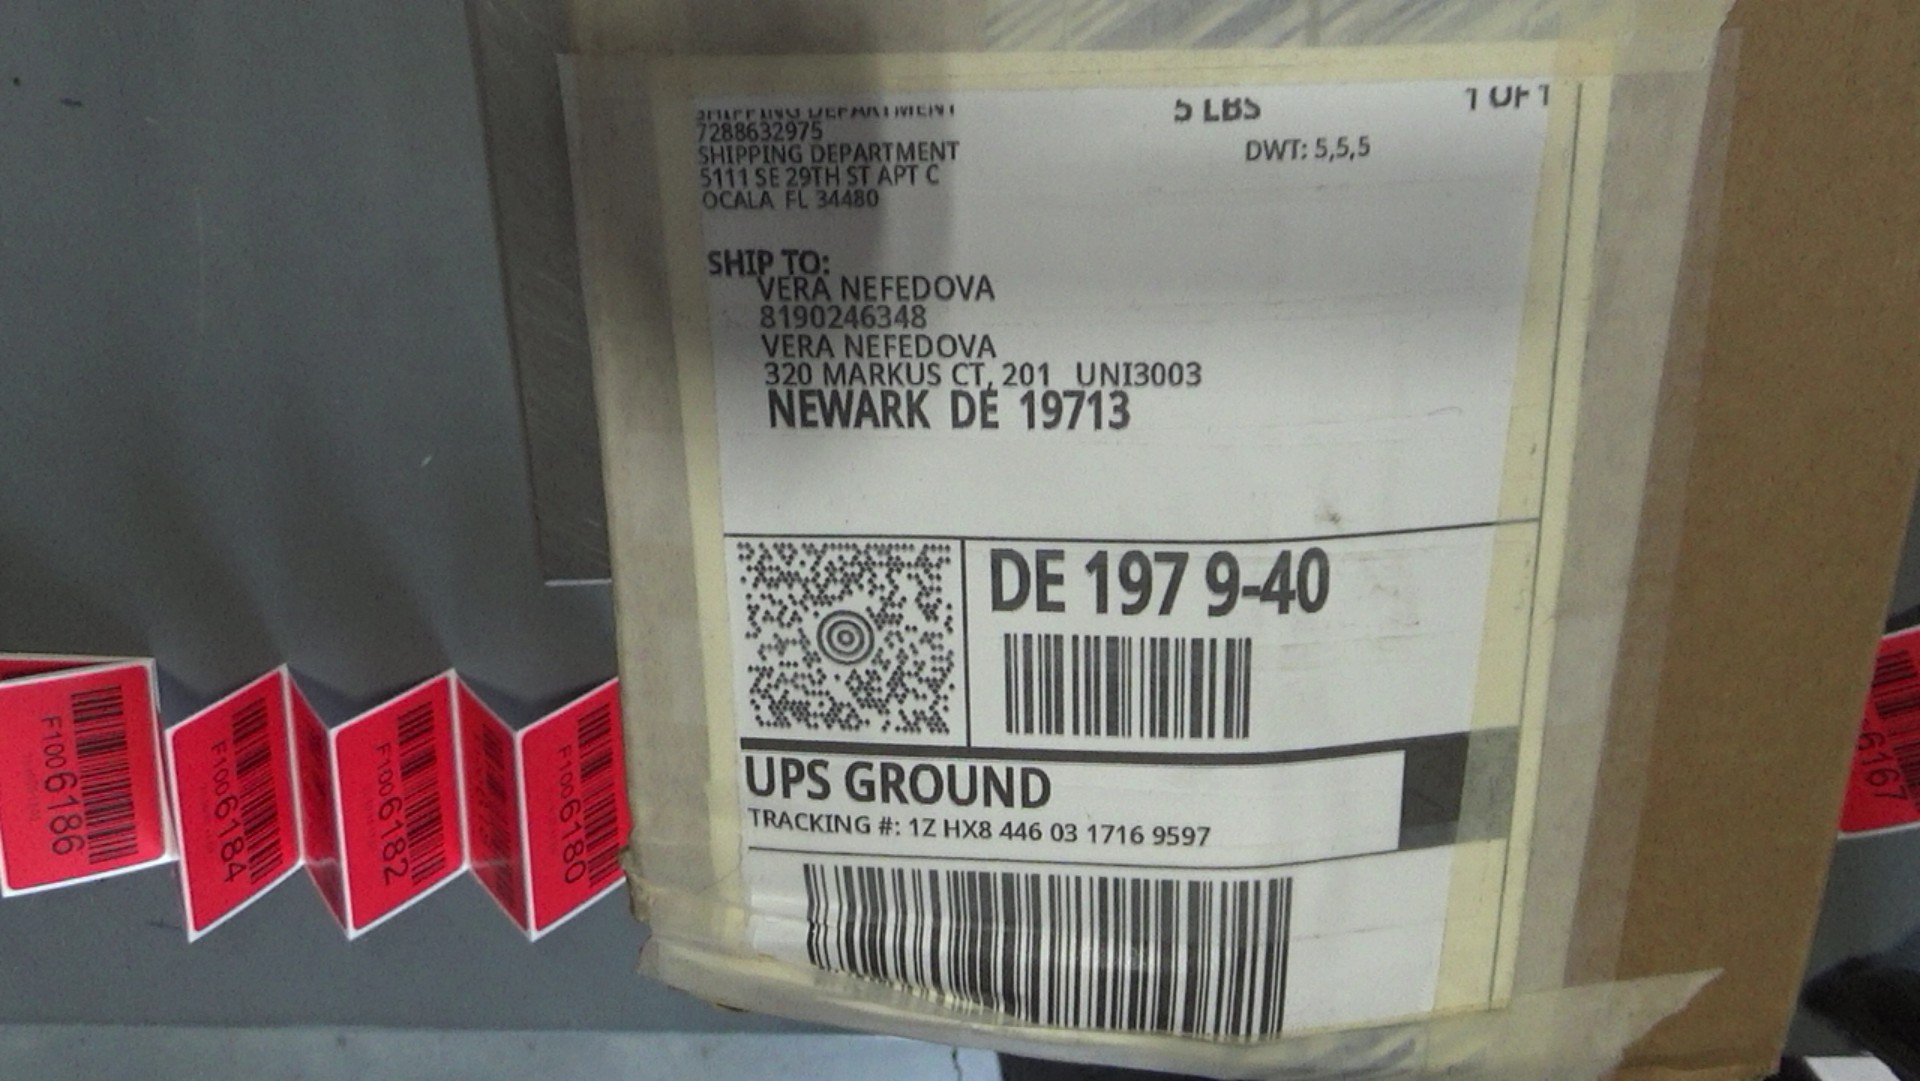 SHIPPING DEPARTMENT
7288632975
SHIPPING DEPARTMENT
5111 SE 29TH ST APT C
OCALA FL 34480
5 LBS
1 OF 1
DWT: 5,5,5
SHIP TO:
VERA NEFEDOVA
8190246348
VERA NEFEDOVA
320 MARKUS CT, 201 UNI3003
NEWARK DE 19713
DE 197 9-40
UPS GROUND
TRACKING #: 1Z HX8 446 03 1716 9597
F1006186
F1006184
F1006182
F1006180
6167